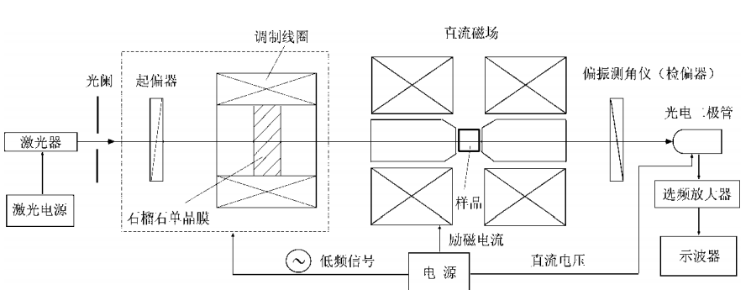 调制线圈
直流磁场
光阑
起偏器
偏振测角仪（检偏器）
光电二极管
激光器
激光电源
石榴石单晶膜
样品
选频放大器
励磁电流
低频信号
电 源
直流电压
示波器